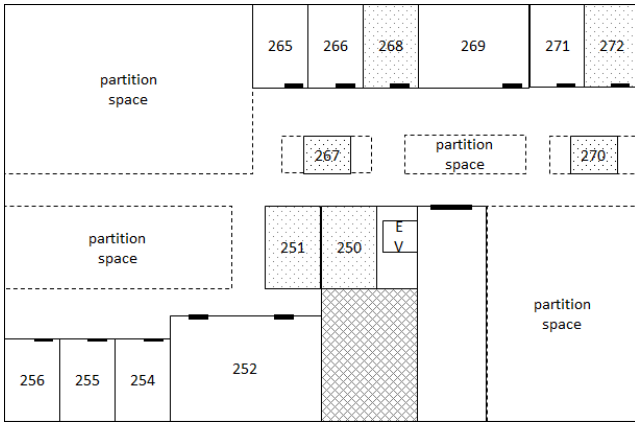 265
266
268
269
271
272
partition
space
267
partition
space
270
partition
space
251
250
E
V
partition
space
256
255
254
252